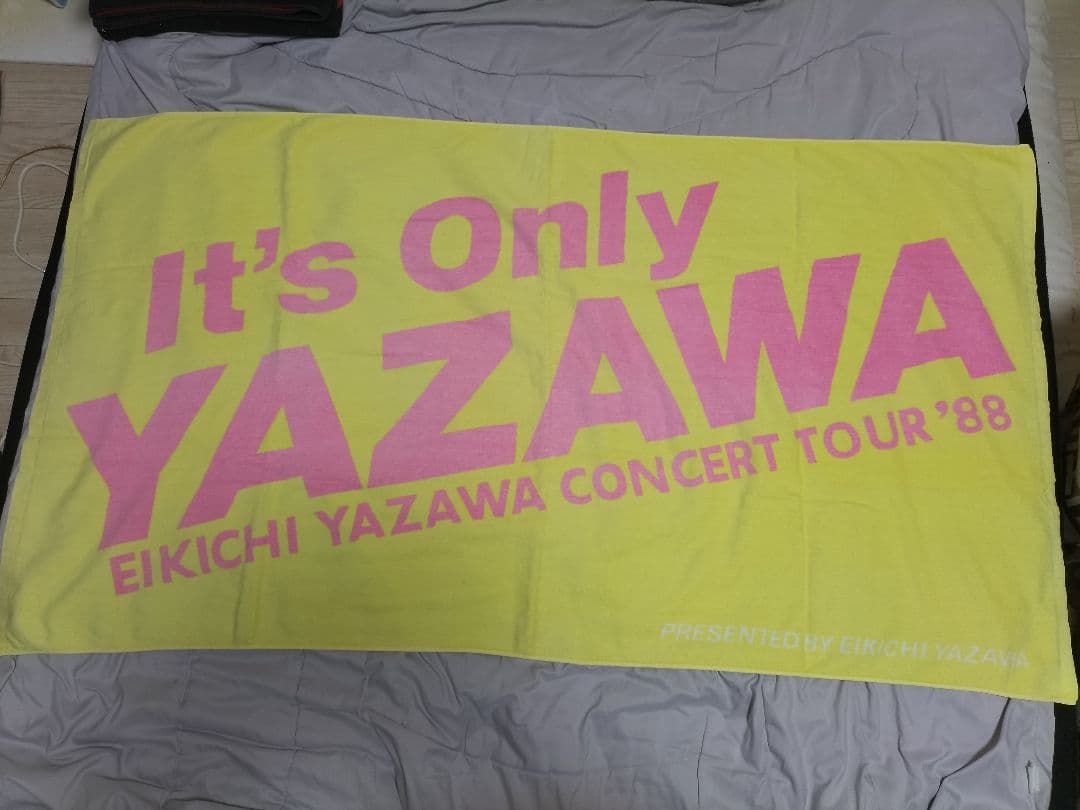 It's Only
YAZAWA
EIKICHI YAZAWA CONCERT TOUR '88
PRESENTED BY EIKICHI YAZAWA